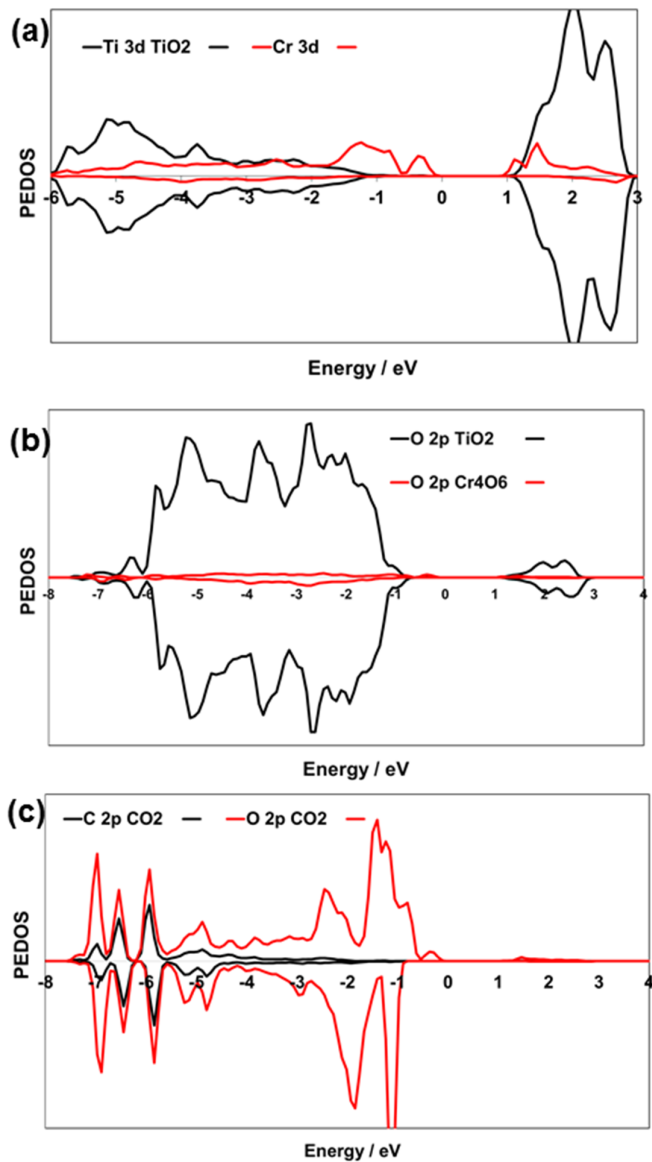 (a)
Ti 3d TiO2 Cr 3d
PEDOS
-6 -5 -4 -3 -2 -1 0 1 2 3
Energy / eV
(b)
O 2p TiO2
O 2p Cr4O6
PEDOS
-8 -7 -6 -5 -4 -3 -2 -1 0 1 2 3 4
Energy / eV
(c)
C 2p CO2 O 2p CO2
PEDOS
-8 -7 -6 -5 -4 -3 -2 -1 0 1 2 3 4
Energy / eV